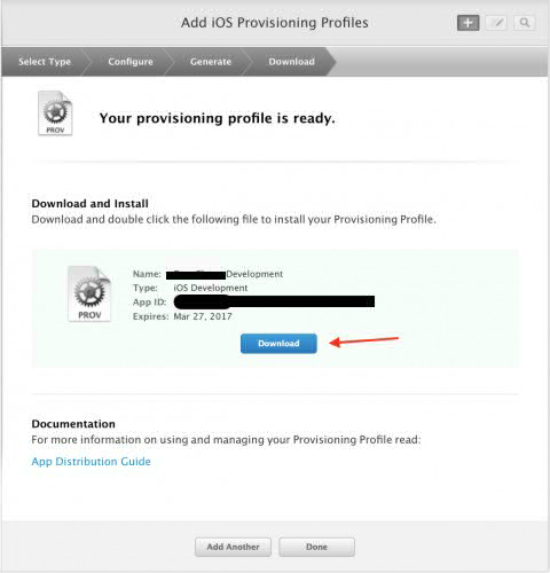 Add iOS Provisioning Profiles
Select Type Configure Generate Download
PROV
Your provisioning profile is ready.
Download and Install
Download and double click the following file to install your Provisioning Profile.
PROV
Name: Development
Type: iOS Development
App ID:
Expires: Mar 27, 2017
Download
Documentation
For more information on using and managing your Provisioning Profile read:
App Distribution Guide
Add Another Done